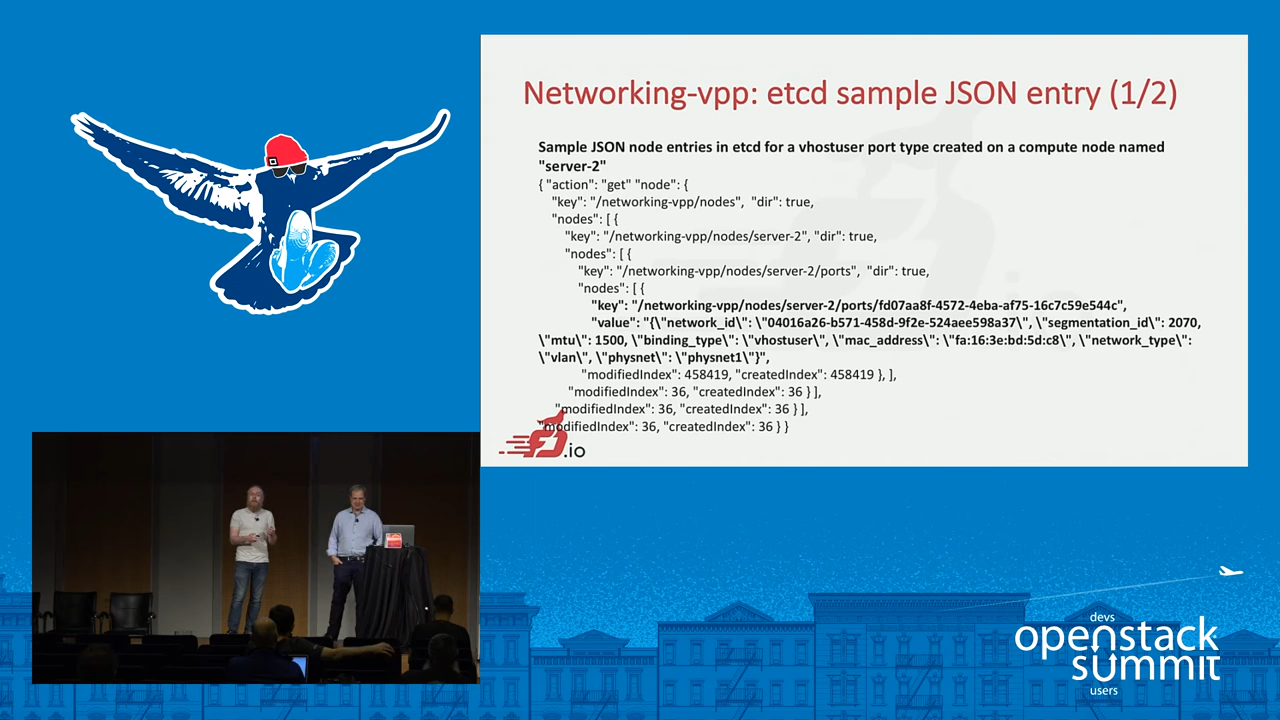 Networking-vpp: etcd sample JSON entry (1/2)
Sample JSON node entries in etcd for a vhostuser port type created on a compute node named
"server-2"
{ "action": "get" "node": {
"key": "/networking-vpp/nodes", "dir": true,
"nodes": [ {
"key": "/networking-vpp/nodes/server-2", "dir": true,
"nodes": [ {
"key": "/networking-vpp/nodes/server-2/ports", "dir": true,
"nodes": [ {
"key": "/networking-vpp/nodes/server-2/ports/fd07aa8f-4572-4eba-af75-16c7c59e544c",
"value": "{\"network_id\": \"04016a26-b571-458d-9f2e-524aee598a37\", \"segmentation_id\": 2070,
\"mtu\": 1500, \"binding_type\": \"vhostuser\", \"mac_address\": \"fa:16:3e:bd:5d:c8\", \"network_type\":
\"vlan\", \"physnet\": \"physnet1\"}",
"modifiedIndex": 458419, "createdIndex": 458419 }, ],
"modifiedIndex": 36, "createdIndex": 36 } ],
"modifiedIndex": 36, "createdIndex": 36 } ],
"modifiedIndex": 36, "createdIndex": 36 } }
.io
devs
openstack
summit
users